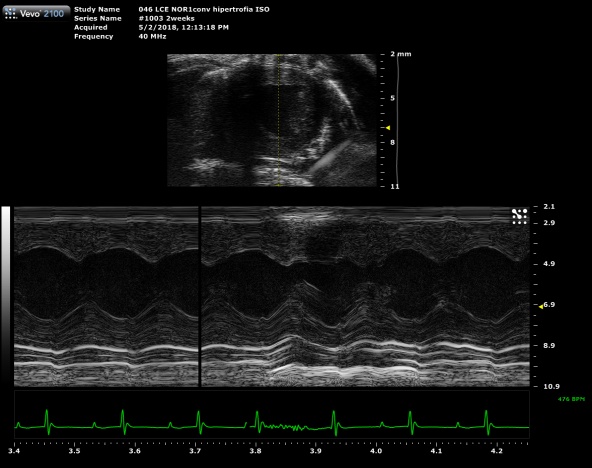 Vevo 2100
Study Name 046 LCE NOR1conv hipertrofia ISO
Series Name #1003 2weeks
Acquired 5/2/2018, 12:13:18 PM
Frequency 40 MHz
2 mm
5
8
11
2.1
2.9
4.9
6.9
8.9
10.9
476 BPM
3.4 3.5 3.6 3.7 3.8 3.9 4.0 4.1 4.2